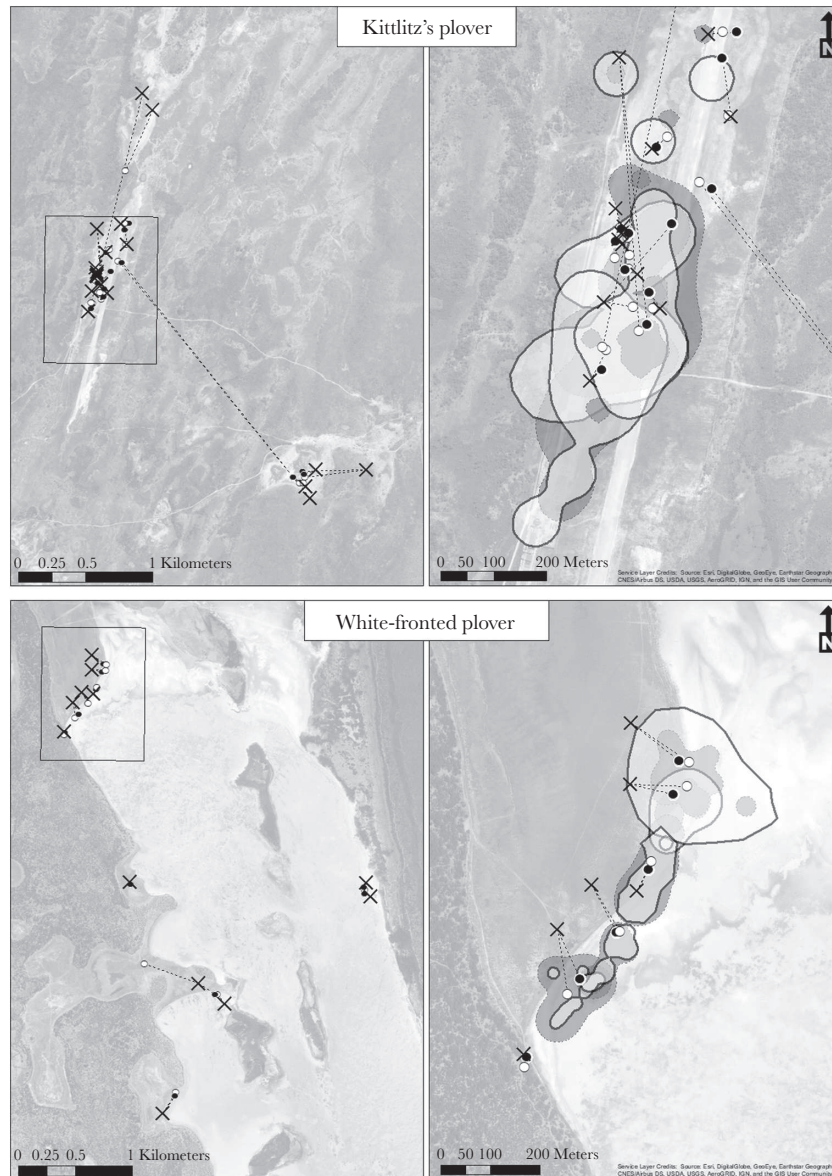 Kittlitz's plover
N
0 0.25 0.5 1 Kilometers
0 50 100 200 Meters
Service Layer Credits: Source: Esri, DigitalGlobe, GeoEye, Earthstar Geograph
CNES/Airbus DS, USDA, USGS, AeroGRID, IGN, and the GIS User Community
White-fronted plover
N
0 0.25 0.5 1 Kilometers
0 50 100 200 Meters
Service Layer Credits: Source: Esri, DigitalGlobe, GeoEye, Earthstar Geograph
CNES/Airbus DS, USDA, USGS, AeroGRID, IGN, and the GIS User Community